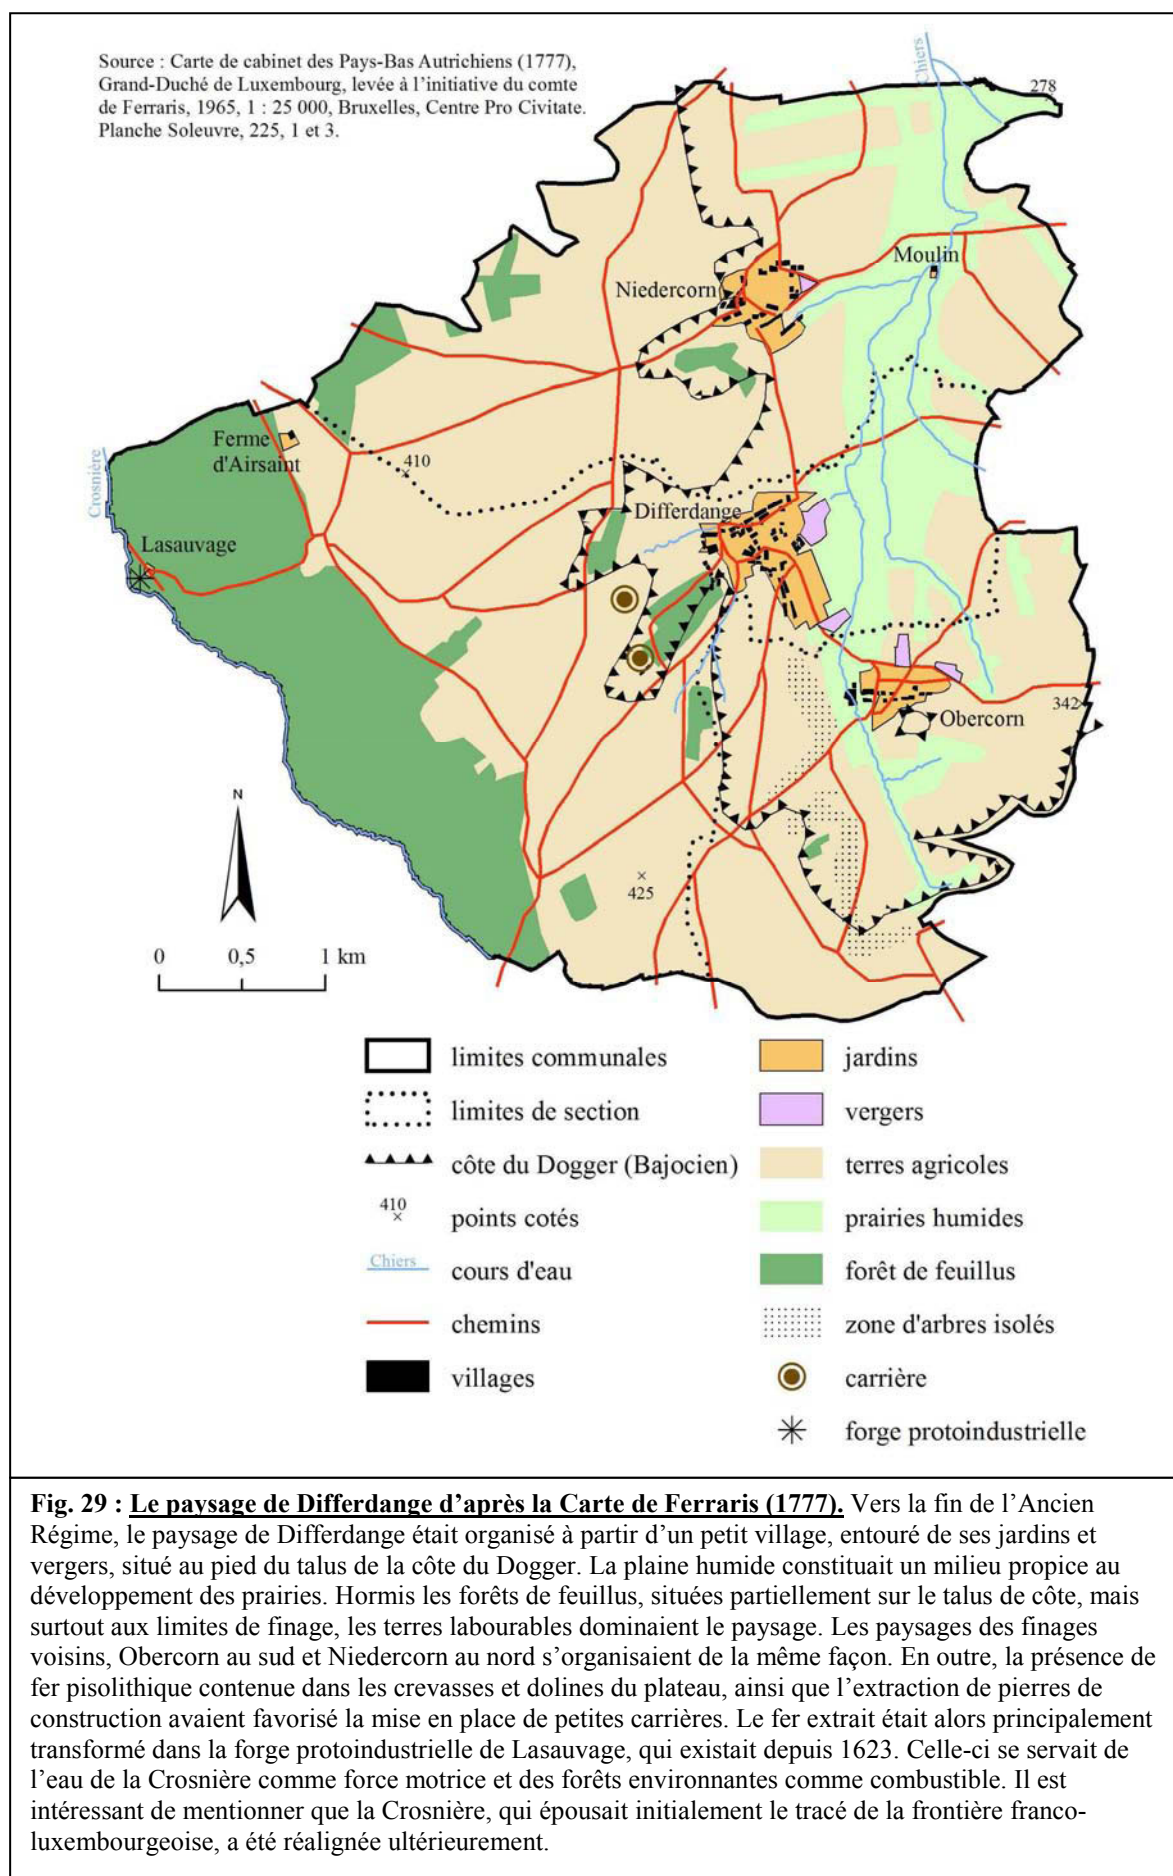 Source : Carte de cabinet des Pays-Bas Autrichiens (1777),
Grand-Duché de Luxembourg, levée à l'initiative du comte
de Ferraris, 1965, 1 : 25 000, Bruxelles, Centre Pro Civitate.
Planche Soleuvre, 225, 1 et 3.
Chiers
278
Moulin
Niedercorn
Ferme
d'Airsaint
410
Crosnière
Differdange
Lasauvage
342
Obercorn
N
425
0 0,5 1 km
limites communales
limites de section
côte du Dogger (Bajocien)
410
points cotés
Chiers
cours d'eau
chemins
villages
jardins
vergers
terres agricoles
prairies humides
forêt de feuillus
zone d'arbres isolés
carrière
forge protoindustrielle
Fig. 29 : Le paysage de Differdange d’après la Carte de Ferraris (1777). Vers la fin de l’Ancien
Régime, le paysage de Differdange était organisé à partir d’un petit village, entouré de ses jardins et
vergers, situé au pied du talus de la côte du Dogger. La plaine humide constituait un milieu propice au
développement des prairies. Hormis les forêts de feuillus, situées partiellement sur le talus de côte, mais
surtout aux limites de finage, les terres labourables dominaient le paysage. Les paysages des finages
voisins, Obercorn au sud et Niedercorn au nord s’organisaient de la même façon. En outre, la présence de
fer pisolithique contenue dans les crevasses et dolines du plateau, ainsi que l’extraction de pierres de
construction avaient favorisé la mise en place de petites carrières. Le fer extrait était alors principalement
transformé dans la forge protoindustrielle de Lasauvage, qui existait depuis 1623. Celle-ci se servait de
l’eau de la Crosnière comme force motrice et des forêts environnantes comme combustible. Il est
intéressant de mentionner que la Crosnière, qui épousait initialement le tracé de la frontière franco-
luxembourgeoise, a été réalignée ultérieurement.